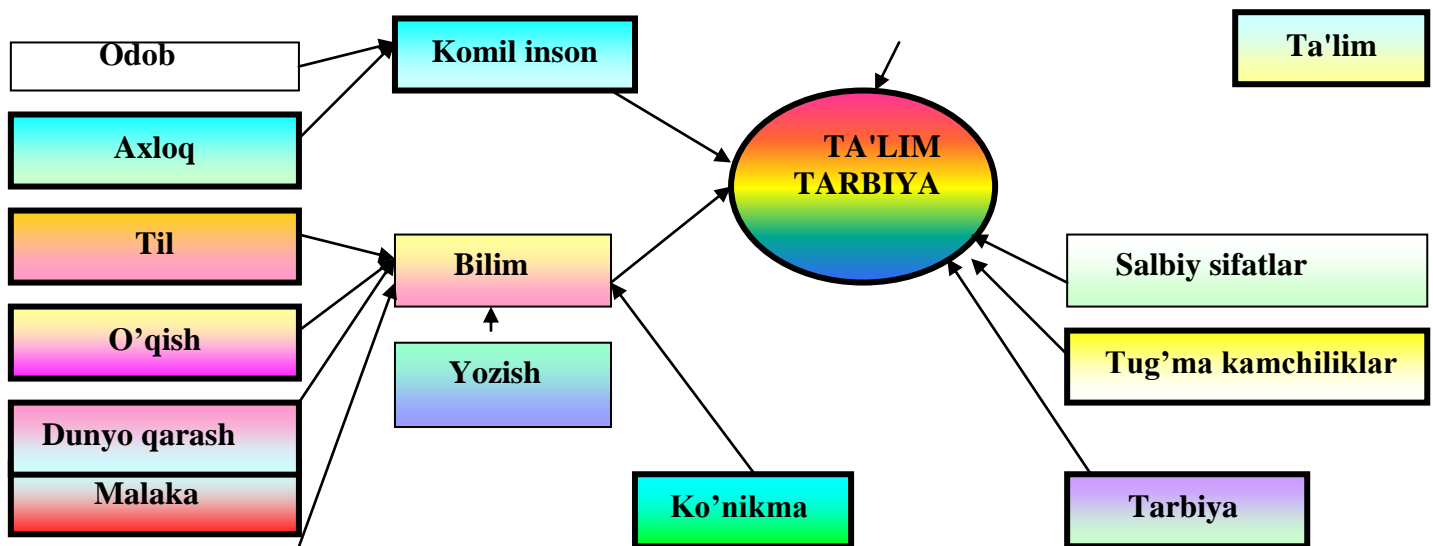 Odob
Komil inson
Ta'lim
Axloq
TA'LIM
TARBIYA
Til
Bilim
Salbiy sifatlar
O’qish
Yozish
Tug’ma kamchiliklar
Dunyo qarash
Malaka
Ko’nikma
Tarbiya